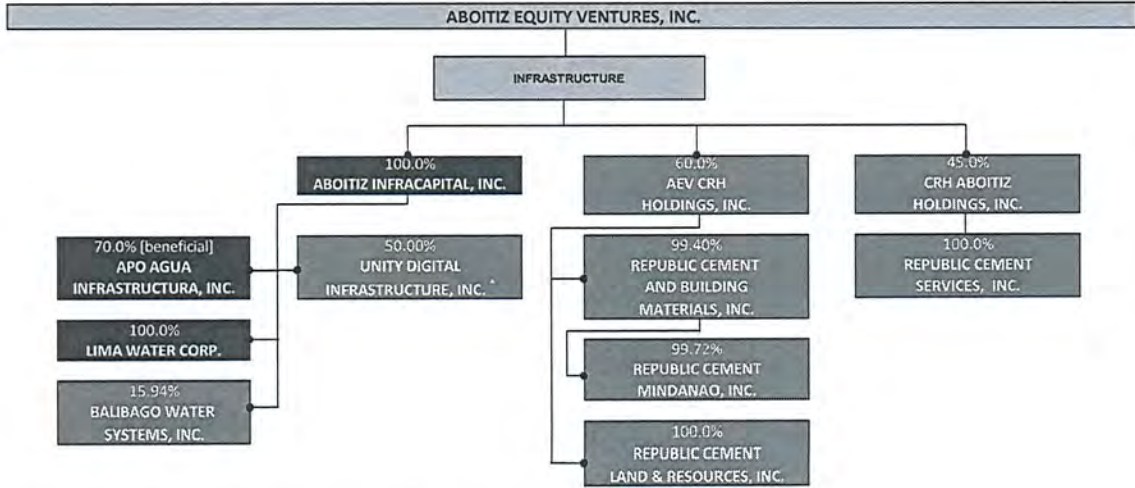 ABOITIZ EQUITY VENTURES, INC.
INFRASTRUCTURE
100.0%
ABOITIZ INFRACAPITAL, INC.
70.0% [beneficial]
APO AGUA
INFRASTRUCTURA, INC.
50.00%
UNITY DIGITAL
INFRASTRUCTURE, INC. *
100.0%
LIMA WATER CORP.
15.94%
BALIBAGO WATER
SYSTEMS, INC.
60.0%
AEV CRH
HOLDINGS, INC.
99.40%
REPUBLIC CEMENT
AND BUILDING
MATERIALS, INC.
99.72%
REPUBLIC CEMENT
MINDANAO, INC.
100.0%
REPUBLIC CEMENT
LAND & RESOURCES, INC.
45.0%
CRH ABOITIZ
HOLDINGS, INC.
100.0%
REPUBLIC CEMENT
SERVICES, INC.